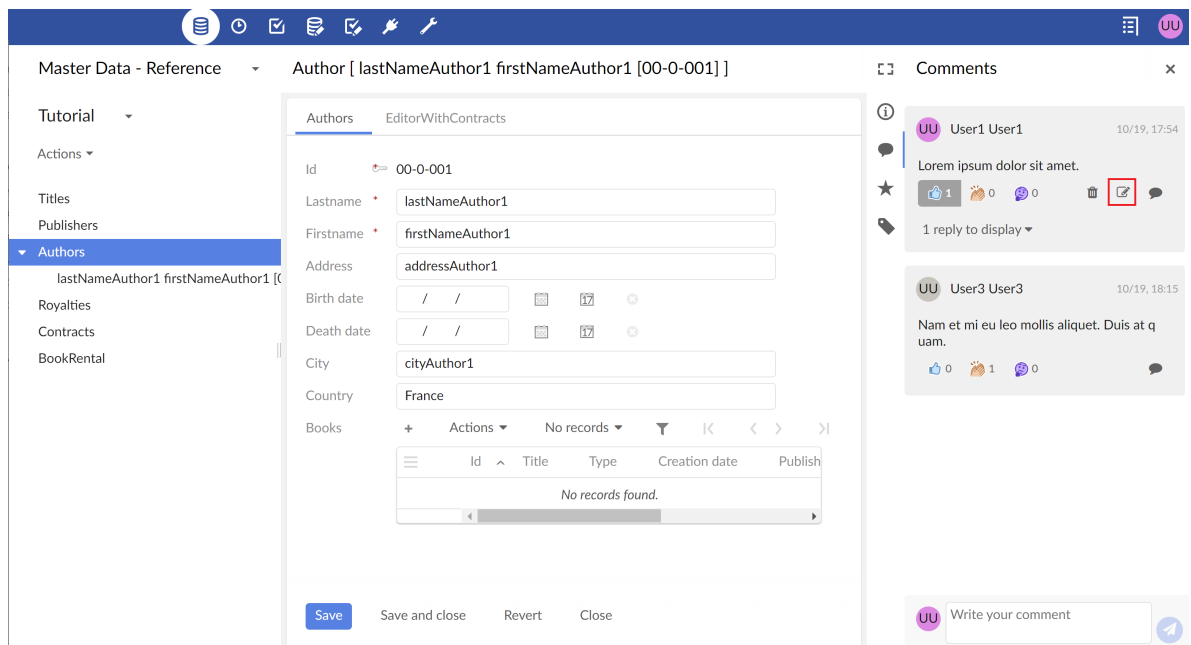 UU
Master Data - Reference
Tutorial
Actions
Titles
Publishers
Authors
lastNameAuthor1 firstNameAuthor1 [
Royalties
Contracts
BookRental
Author [ lastNameAuthor1 firstNameAuthor1 [00-0-001] ]
Authors EditorWithContracts
Id 00-0-001
Lastname * lastNameAuthor1
Firstname * firstNameAuthor1
Address addressAuthor1
Birth date / / 17
Death date / / 17
City cityAuthor1
Country France
Books + Actions No records
Id Title Type Creation date Publish
No records found.
Save Save and close Revert Close
Comments
UU User1 User1 10/19, 17:54
Lorem ipsum dolor sit amet.
1 0 0
1 reply to display
UU User3 User3 10/19, 18:15
Nam et mi eu leo mollis aliquet. Duis at q
uam.
0 1 0
UU Write your comment